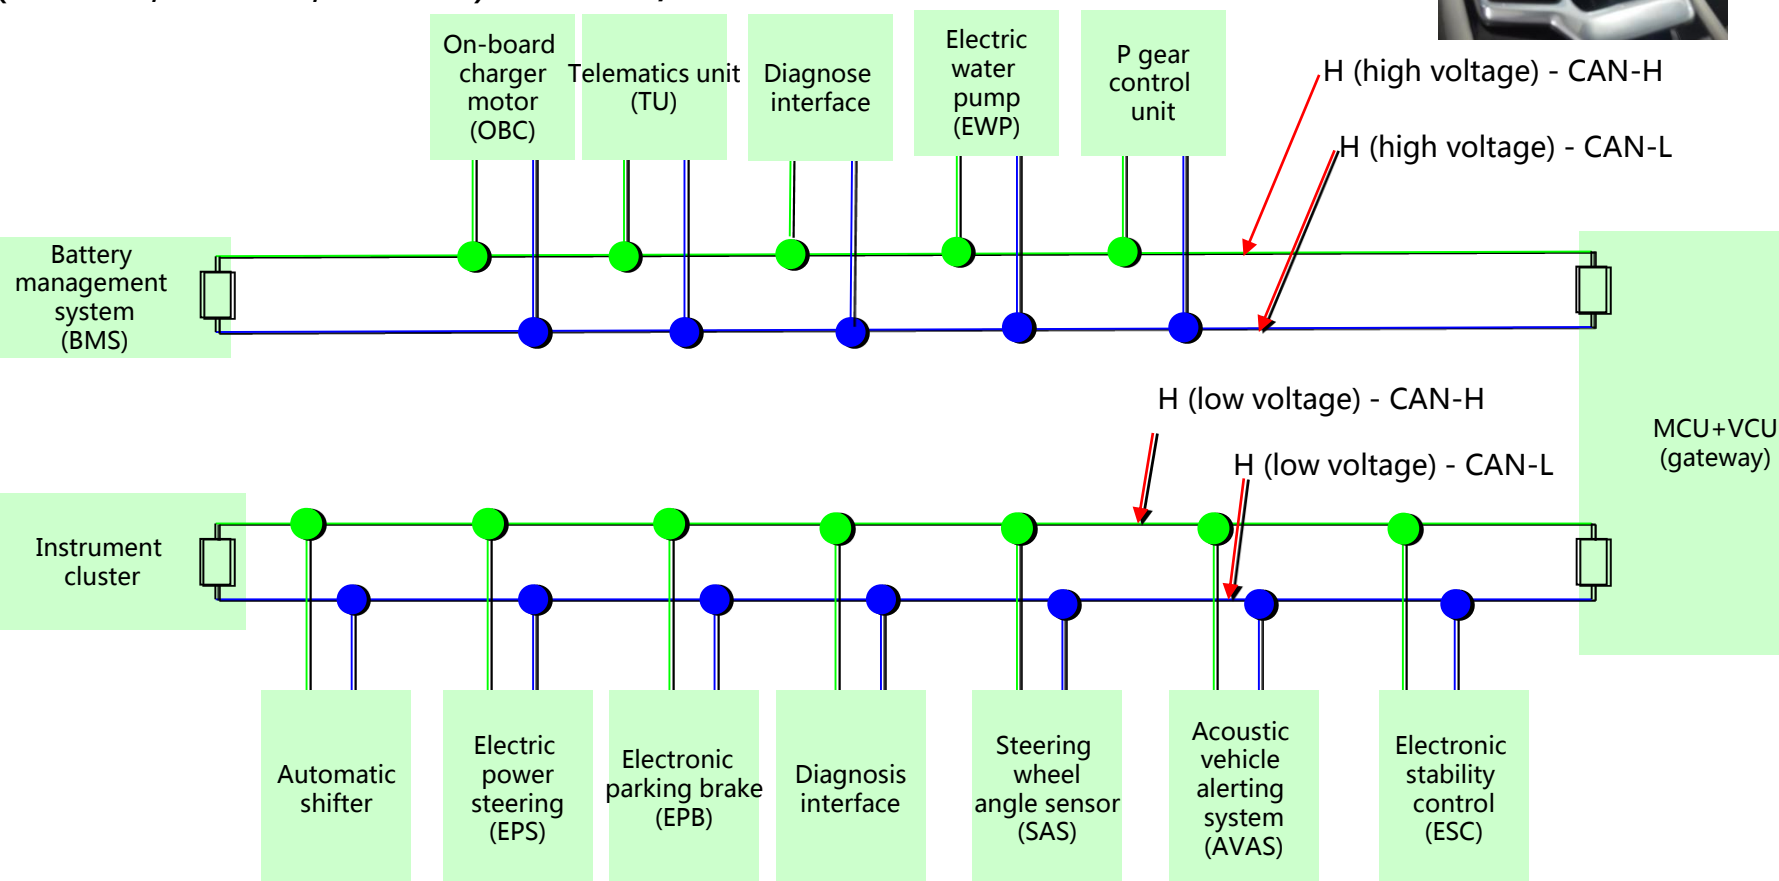 On-board
charger
motor
(OBC)
Telematics unit
(TU)
Diagnose
interface
Electric
water
pump
(EWP)
P gear
control
unit
H (high voltage) - CAN-H
H (high voltage) - CAN-L
Battery
management
system
(BMS)
H (low voltage) - CAN-H
H (low voltage) - CAN-L
MCU+VCU
(gateway)
Instrument
cluster
Automatic
shifter
Electric
power
steering
(EPS)
Electronic
parking brake
(EPB)
Diagnosis
interface
Steering
wheel
angle sensor
(SAS)
Acoustic
vehicle
alerting
system
(AVAS)
Electronic
stability
control
(ESC)